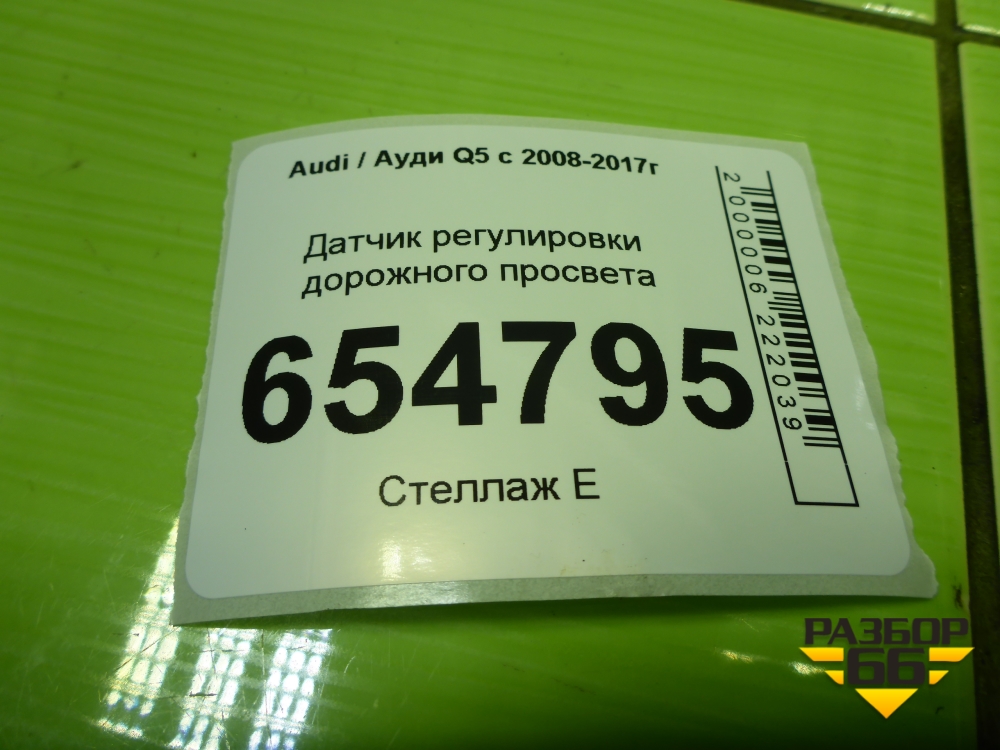 Audi / Ауди Q5 с 2008-2017г
Датчик регулировки
дорожного просвета
654795
Стеллаж Е
2000006222039
РАЗБОР
66